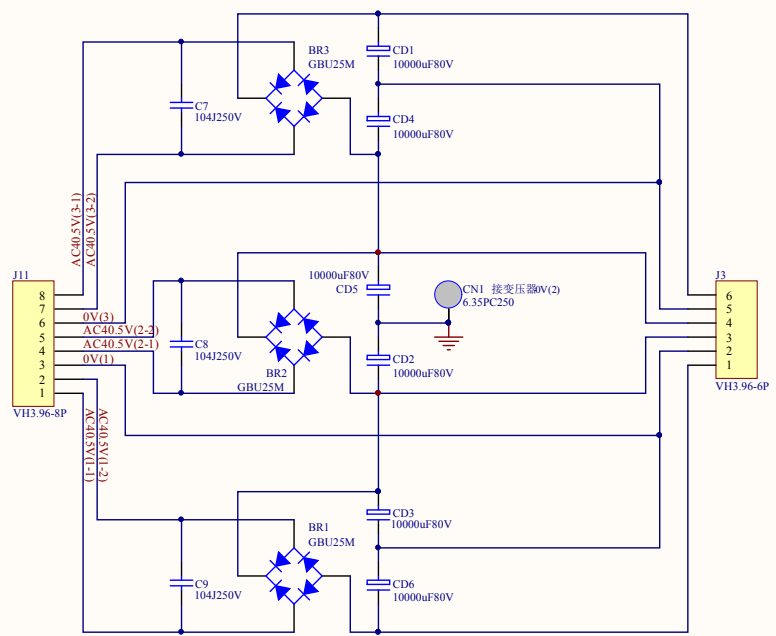 BR3
GBU25M
CD1
10000uF80V
C7
104J250V
CD4
10000uF80V
AC40.5V(3-1)
AC40.5V(3-2)
J11
8
7
6
5
4
3
2
1
VH3.96-8P
0V(3)
AC40.5V(2-2)
AC40.5V(2-1)
0V(1)
AC40.5V(1-1)
AC40.5V(1-2)
10000uF80V
CD5
CN1 接变压器0V(2)
6.35PC250
C8
104J250V
BR2
GBU25M
CD2
10000uF80V
J3
6
5
4
3
2
1
VH3.96-6P
BR1
GBU25M
CD3
10000uF80V
C9
104J250V
CD6
10000uF80V